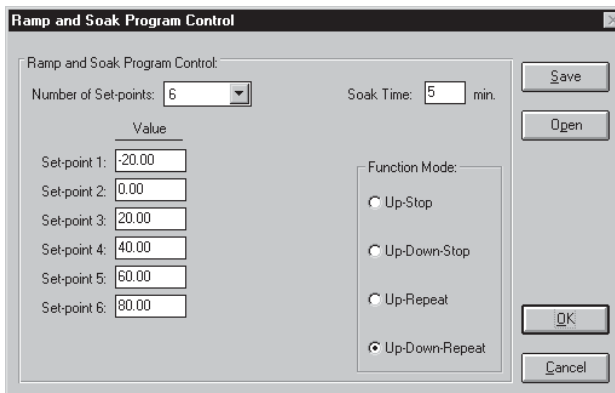 Ramp and Soak Program Control
Ramp and Soak Program Control:
Number of Set-points: 6
Soak Time: 5 min.
Value
Set-point 1: -20.00
Set-point 2: 0.00
Set-point 3: 20.00
Set-point 4: 40.00
Set-point 5: 60.00
Set-point 6: 80.00
Function Mode:
Up-Stop
Up-Down-Stop
Up-Repeat
Up-Down-Repeat
Save
Open
OK
Cancel